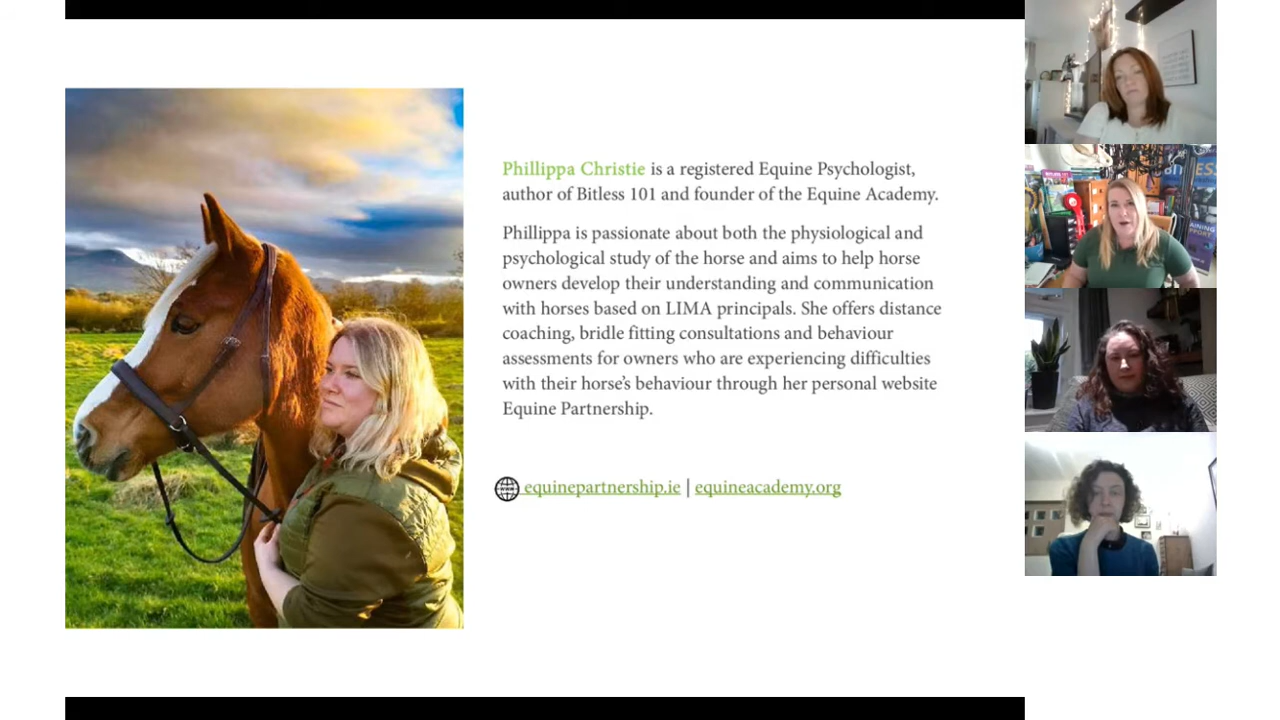 Phillippa Christie is a registered Equine Psychologist,
author of Bitless 101 and founder of the Equine Academy.
Phillippa is passionate about both the physiological and
psychological study of the horse and aims to help horse
owners develop their understanding and communication
with horses based on LIMA principals. She offers distance
coaching, bridle fitting consultations and behaviour
assessments for owners who are experiencing difficulties
with their horse's behaviour through her personal website
Equine Partnership.
equinepartnership.ie | equineacademy.org